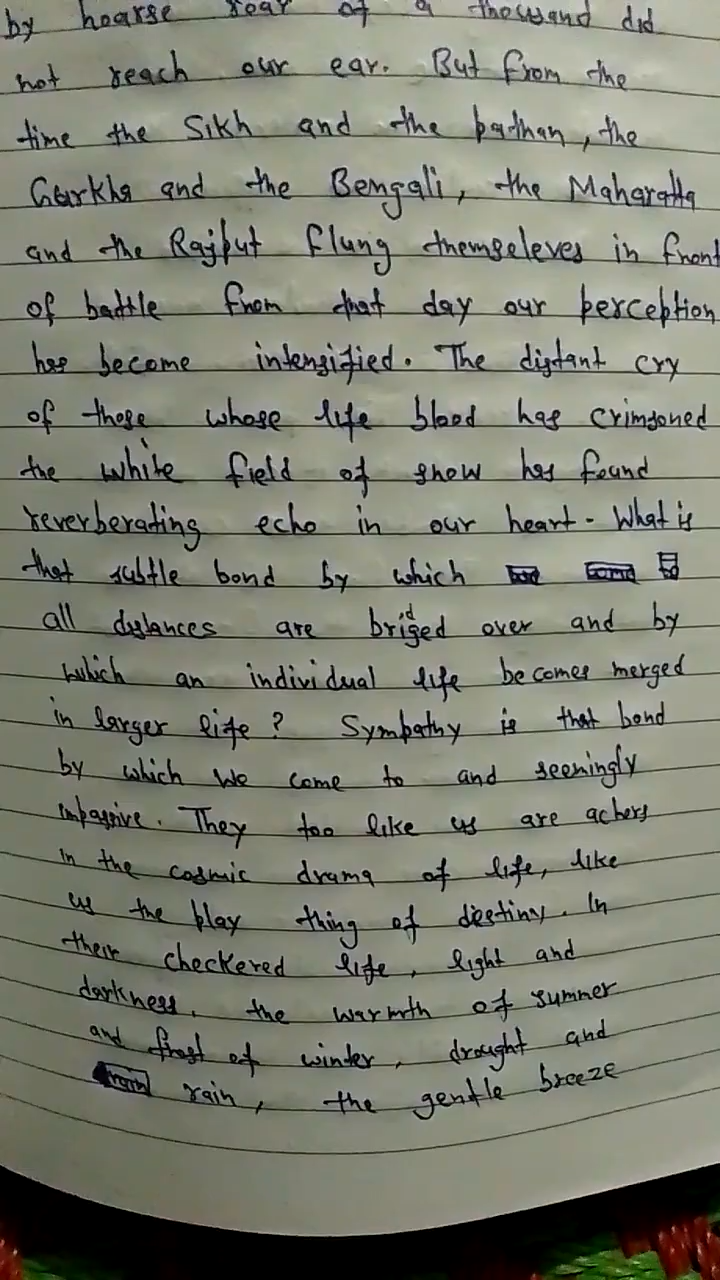 by hoarse roar of a thousand did
not reach our ear. But from the
time the Sikh and the pathan, the
Gurkha and the Bengali, the Maharatta
and the Rajput flung themseleves in front
of battle from that day our perception
has become intensified. The distant cry
of those whose life blood has crimsoned
the white field of snow has found
reverberating echo in our heart. What is
that subtle bond by which
all distances are bridged over and by
which an individual life becomes merged
in larger life? Sympathy is that bond
by which we come to and seemingly
impassive. They too like us are actors
in the cosmic drama of life, like
us the play thing of destiny. In
their checkered life, light and
darkness, the warmth of summer
and frost of winter, drought and
rain, the gentle breeze